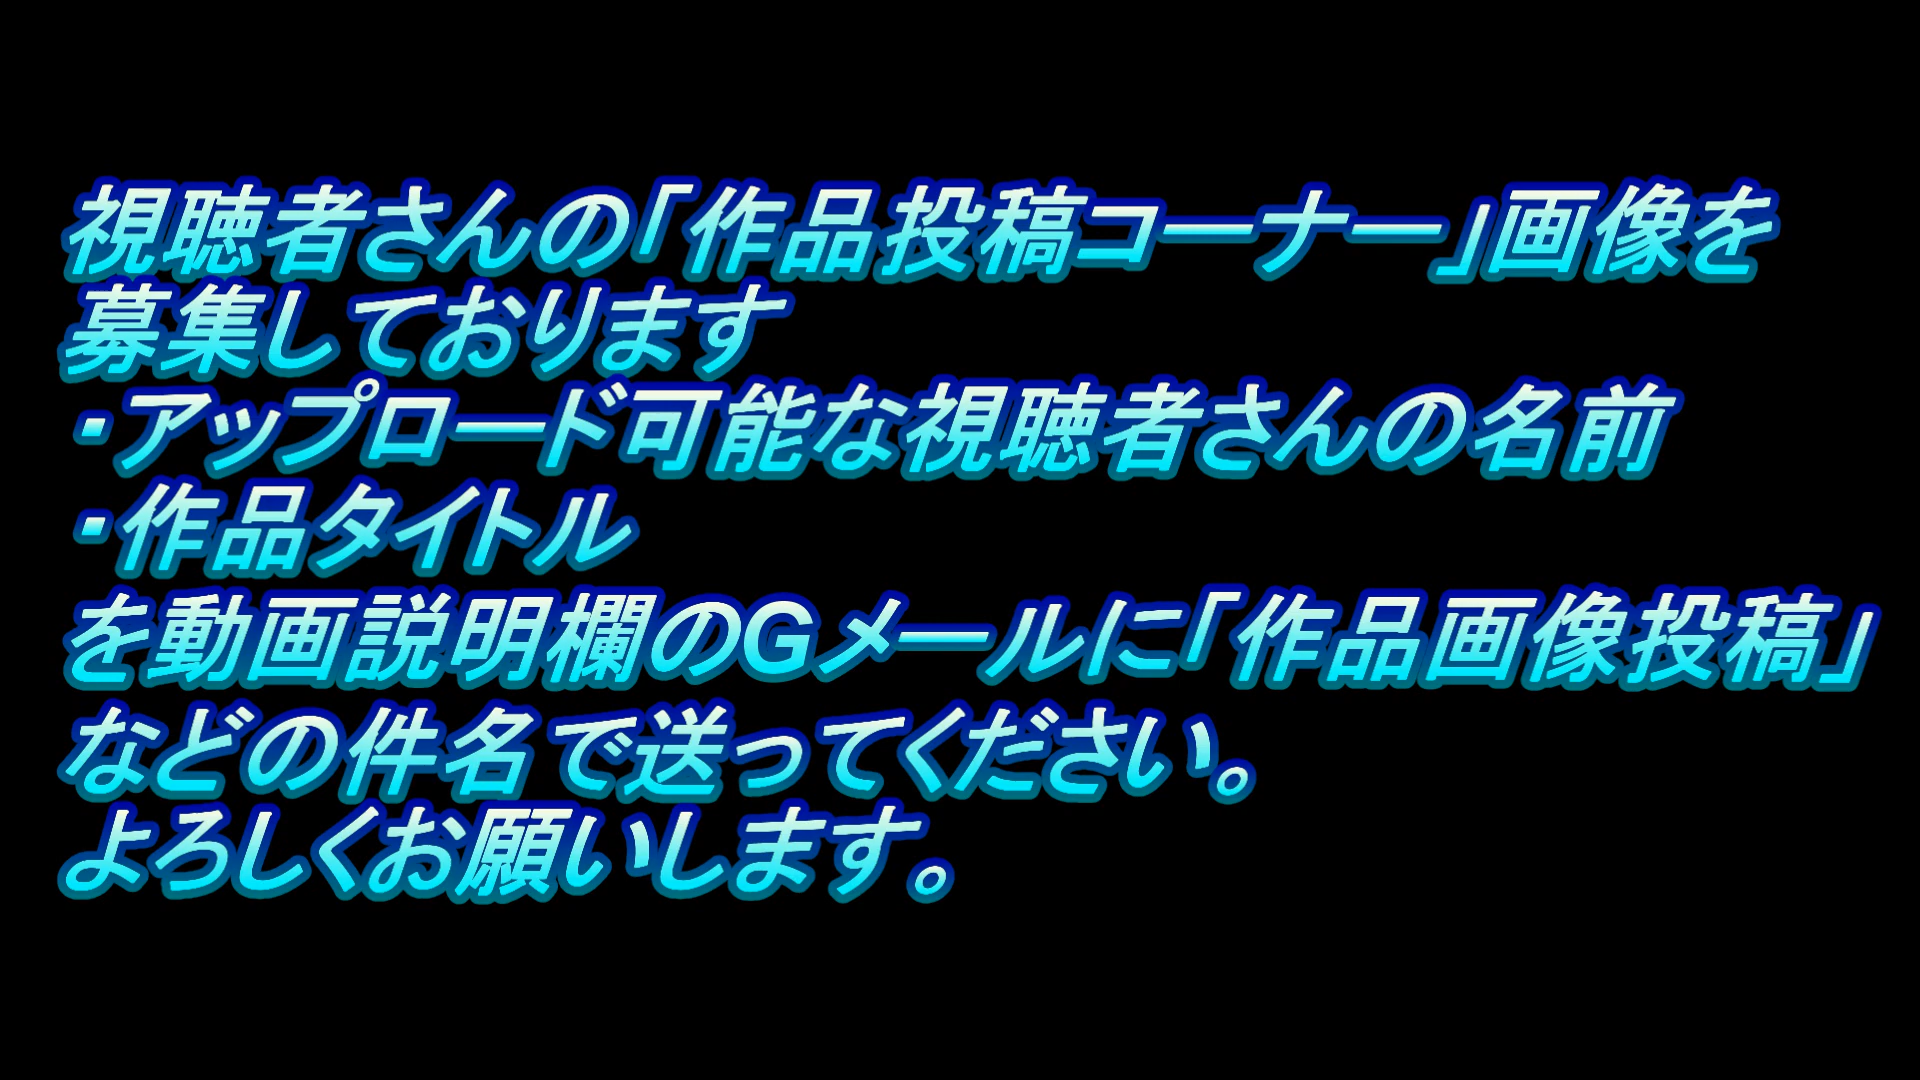 視聴者さんの「作品投稿コーナー」画像を
募集しております
・アップロード可能な視聴者さんの名前
・作品タイトル
を動画説明欄のGメールに「作品画像投稿」
などの件名で送ってください。
よろしくお願いします。